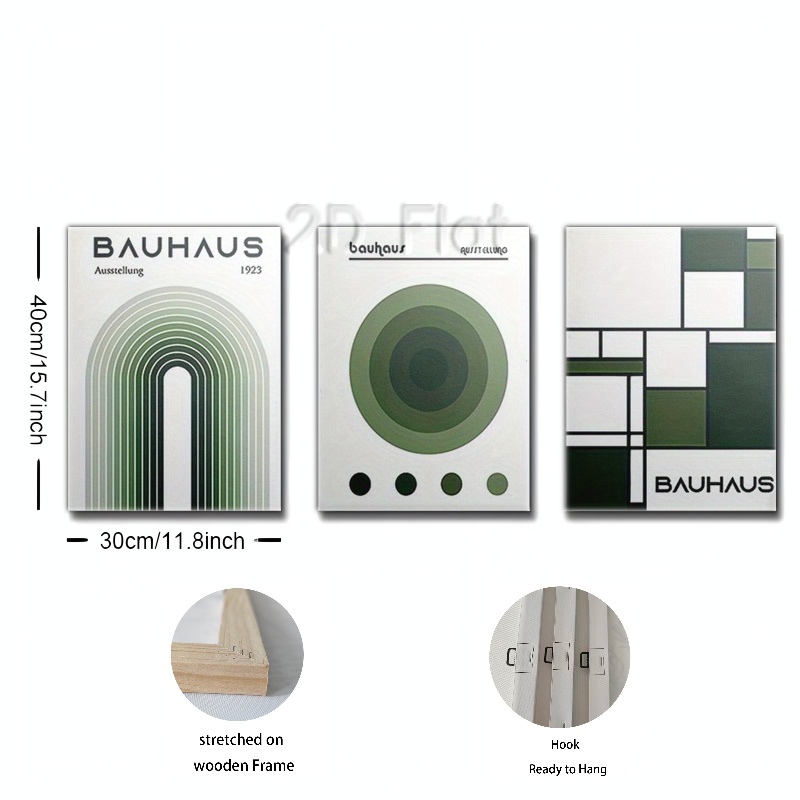 2D Flat
BAUHAUS
Ausstellung 1923
bauhaus AUSSTELLUNG
BAUHAUS
40cm/15.7inch
30cm/11.8inch
stretched on
wooden Frame
Hook
Ready to Hang